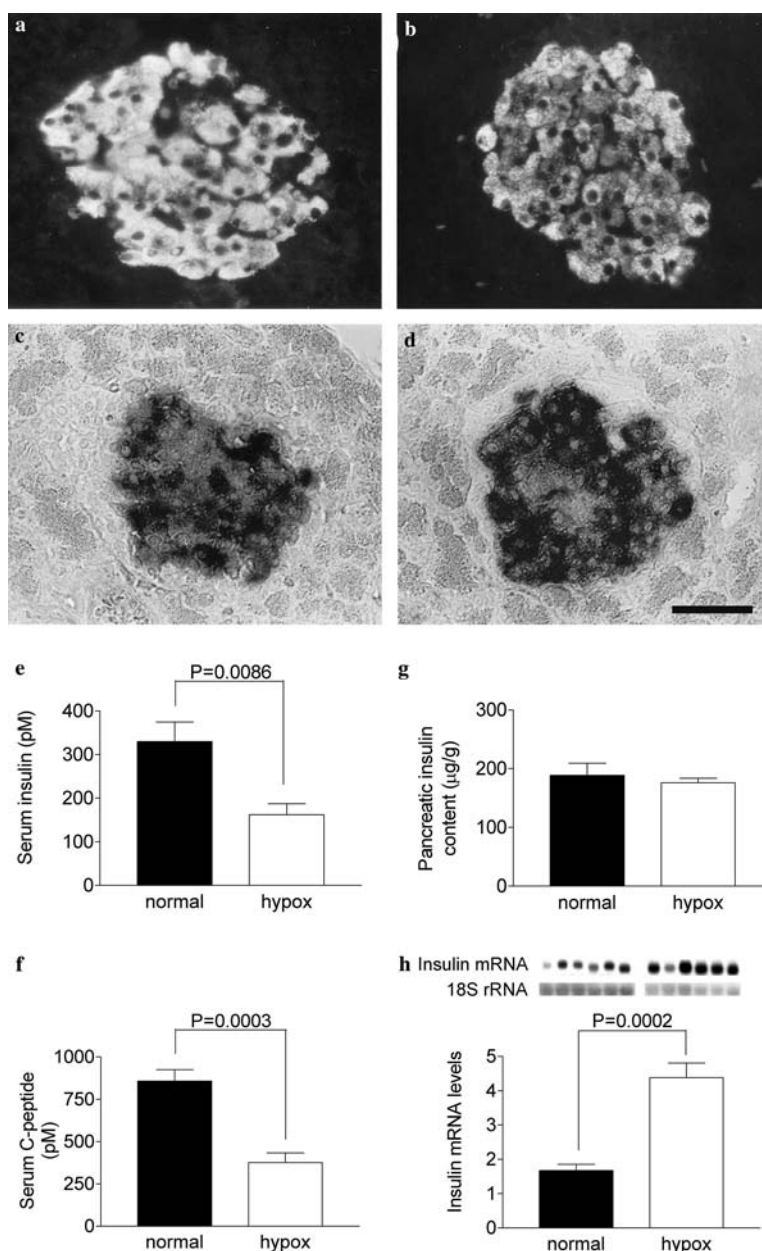 a
b
c
d
e
P=0.0086
Serum insulin (pM)
400
300
200
100
0
normal hypox
g
Pancreatic insulin
content (µg/g)
300
200
100
0
normal hypox
f
P=0.0003
Serum C-peptide
(pM)
1000
750
500
250
0
normal hypox
h
Insulin mRNA
18S rRNA
P=0.0002
Insulin mRNA levels
5
4
3
2
1
0
normal hypox